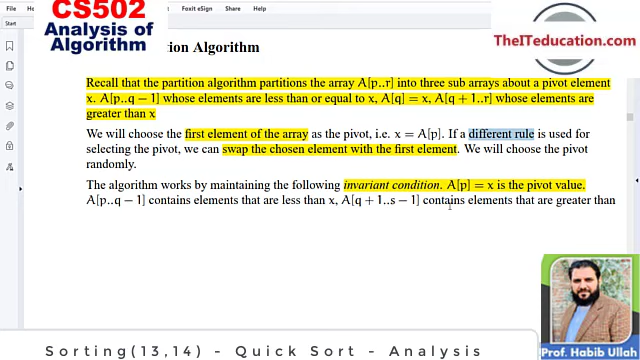 File
H
Foxit eSign
Share
Start
CS502
Analysis of
Algorithm
TheITeducation.com
tion Algorithm
Recall that the partition algorithm partitions the array A[p..r] into three sub arrays about a pivot element
x. A[p..q − 1] whose elements are less than or equal to x, A[q] = x, A[q + 1..r] whose elements are
greater than x
We will choose the first element of the array as the pivot, i.e. x = A[p]. If a different rule is used for
selecting the pivot, we can swap the chosen element with the first element. We will choose the pivot
randomly.
The algorithm works by maintaining the following invariant condition. A[p] = x is the pivot value.
A[p..q − 1] contains elements that are less than x, A[q + 1..s − 1] contains elements that are greater than
Prof. Habib Ullah
Sorting(13,14) - Quick Sort - Analysis